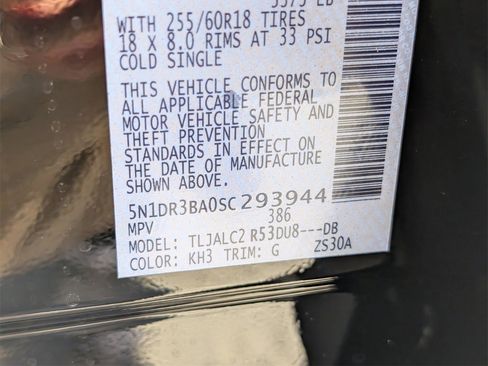 5575 LB
WITH 255/60R18 TIRES
18 X 8.0 RIMS AT 33 PSI
COLD SINGLE
THIS VEHICLE CONFORMS TO
ALL APPLICABLE FEDERAL
MOTOR VEHICLE SAFETY AND
THEFT PREVENTION
STANDARDS IN EFFECT ON
THE DATE OF MANUFACTURE
SHOWN ABOVE.
5N1DR3BA0SC293944
MPV 386
MODEL: TLJALC2 R53DU8---DB
COLOR: KH3 TRIM: G ZS30A